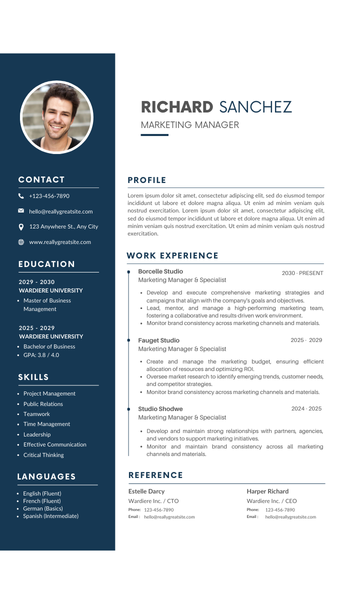 RICHARD SANCHEZ
MARKETING MANAGER
CONTACT
+123-456-7890
hello@reallygreatsite.com
123 Anywhere St., Any City
www.reallygreatsite.com
EDUCATION
2029 - 2030
WARDIERE UNIVERSITY
• Master of Business
Management
2025 - 2029
WARDIERE UNIVERSITY
• Bachelor of Business
• GPA: 3.8 / 4.0
SKILLS
• Project Management
• Public Relations
• Teamwork
• Time Management
• Leadership
• Effective Communication
• Critical Thinking
LANGUAGES
• English (Fluent)
• French (Fluent)
• German (Basics)
• Spanish (Intermediate)
PROFILE
Lorem ipsum dolor sit amet, consectetur adipiscing elit, sed do eiusmod tempor
incididunt ut labore et dolore magna aliqua. Ut enim ad minim veniam quis
nostrud exercitation. Lorem ipsum dolor sit amet, consectetur adipiscing elit,
sed do eiusmod tempor incididunt ut labore et dolore magna aliqua. Ut enim ad
minim veniam quis nostrud exercitation. Ut enim ad minim veniam quis nostrud
exercitation.
WORK EXPERIENCE
Borcelle Studio
2030 - PRESENT
Marketing Manager & Specialist
• Develop and execute comprehensive marketing strategies and
campaigns that align with the company's goals and objectives.
• Lead, mentor, and manage a high-performing marketing team,
fostering a collaborative and results-driven work environment.
• Monitor brand consistency across marketing channels and materials.
Fauget Studio
2025 - 2029
Marketing Manager & Specialist
• Create and manage the marketing budget, ensuring efficient
allocation of resources and optimizing ROI.
• Oversee market research to identify emerging trends, customer needs,
and competitor strategies.
• Monitor brand consistency across marketing channels and materials.
Studio Shodwe
2024 - 2025
Marketing Manager & Specialist
• Develop and maintain strong relationships with partners, agencies,
and vendors to support marketing initiatives.
• Monitor and maintain brand consistency across all marketing
channels and materials.
REFERENCE
Estelle Darcy
Wardiere Inc. / CTO
Phone: 123-456-7890
Email : hello@reallygreatsite.com
Harper Richard
Wardiere Inc. / CEO
Phone: 123-456-7890
Email : hello@reallygreatsite.com